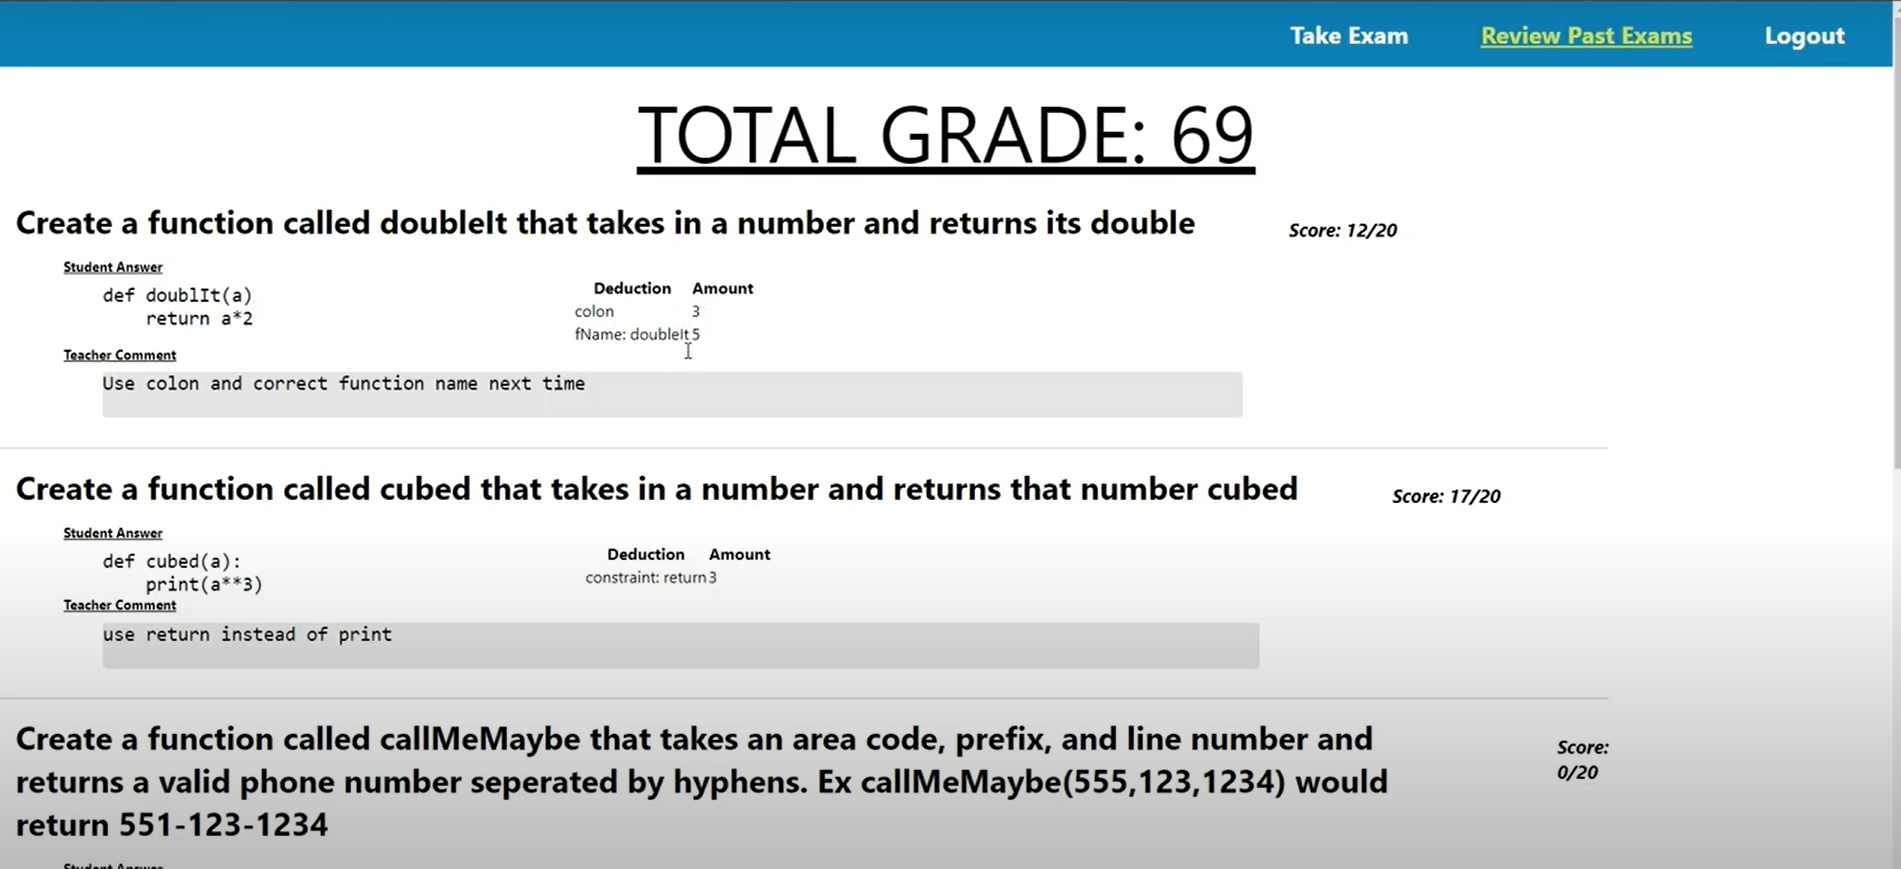 Take Exam Review Past Exams Logout
TOTAL GRADE: 69
Create a function called doubleIt that takes in a number and returns its double Score: 12/20
Student Answer
def doublIt(a)
return a*2
Deduction Amount
colon 3
fName: doubleIt 5
Teacher Comment
Use colon and correct function name next time
Create a function called cubed that takes in a number and returns that number cubed Score: 17/20
Student Answer
def cubed(a):
print(a**3)
Deduction Amount
constraint: return 3
Teacher Comment
use return instead of print
Create a function called callMeMaybe that takes an area code, prefix, and line number and
returns a valid phone number seperated by hyphens. Ex callMeMaybe(555,123,1234) would
return 551-123-1234
Score:
0/20
Student Answer